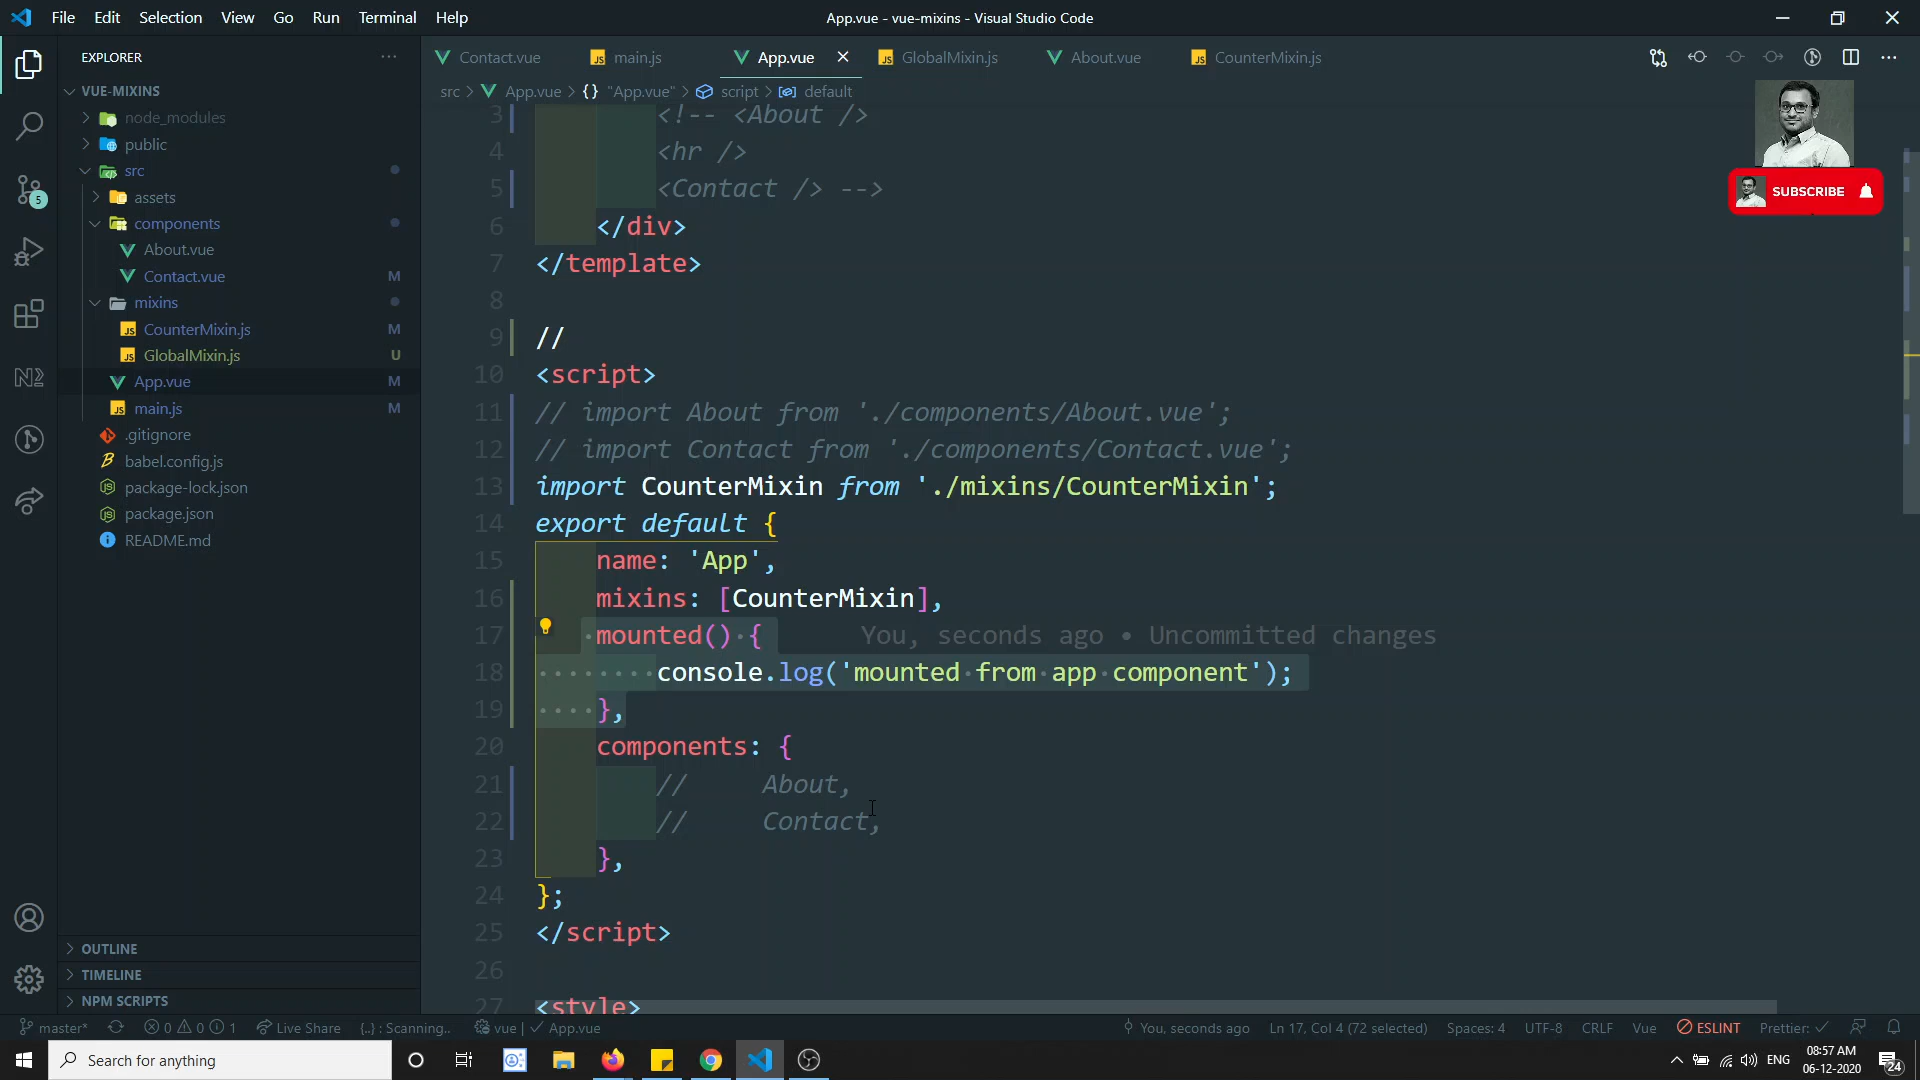 File Edit Selection View Go Run Terminal Help
App.vue - vue-mixins - Visual Studio Code
EXPLORER
VUE-MIXINS
node_modules
public
src
assets
components
About.vue
Contact.vue M
mixins
CounterMixin.js M
GlobalMixin.js U
App.vue M
main.js M
.gitignore
babel.config.js
package-lock.json
package.json
README.md
OUTLINE
TIMELINE
NPM SCRIPTS
5
Contact.vue main.js App.vue GlobalMixin.js About.vue CounterMixin.js
src > App.vue > {} "App.vue" > script > default
SUBSCRIBE
3 <!-- <About />
4 <hr />
5 <Contact /> -->
6 </div>
7 </template>
8
9 //
10 <script>
11 // import About from './components/About.vue';
12 // import Contact from './components/Contact.vue';
13 import CounterMixin from './mixins/CounterMixin';
14 export default {
15 name: 'App',
16 mixins: [CounterMixin],
17 mounted() { You, seconds ago • Uncommitted changes
18 console.log('mounted from app component');
19 },
20 components: {
21 // About,
22 // Contact,
23 },
24 };
25 </script>
26
27 <style>
master* 0 0 1 Live Share {..} : Scanning.. vue | App.vue You, seconds ago Ln 17, Col 4 (72 selected) Spaces: 4 UTF-8 CRLF Vue ESLINT Prettier: ✓
Search for anything
ENG
08:57 AM
06-12-2020
24